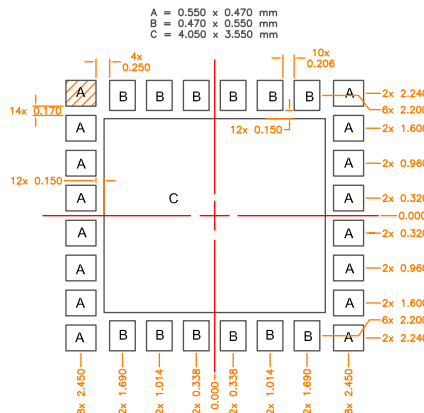 A = 0.550 x 0.470 mm
B = 0.470 x 0.550 mm
C = 4.050 x 3.550 mm
4x
0.250
10x
0.206
A
B
B
B
B
B
A
2x 2.240
6x 2.200
14x 0.170
12x 0.150
A
A
2x 1.600
A
A
2x 0.960
12x 0.150
A
C
A
2x 0.320
0.000
A
A
2x 0.320
A
A
2x 0.960
A
A
2x 1.600
6x 2.200
A
B
B
B
B
B
B
A
2x 2.240
8x 2.450
2x 1.690
2x 1.014
2x 0.338
0.000
2x 0.338
2x 1.014
2x 1.690
8x 2.450